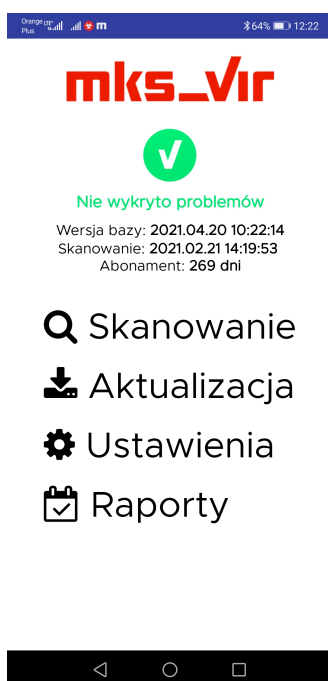 Orange LTE
Plus
64% 12:22
mks_vir
Nie wykryto problemów
Wersja bazy: 2021.04.20 10:22:14
Skanowanie: 2021.02.21 14:19:53
Abonament: 269 dni
Skanowanie
Aktualizacja
Ustawienia
Raporty